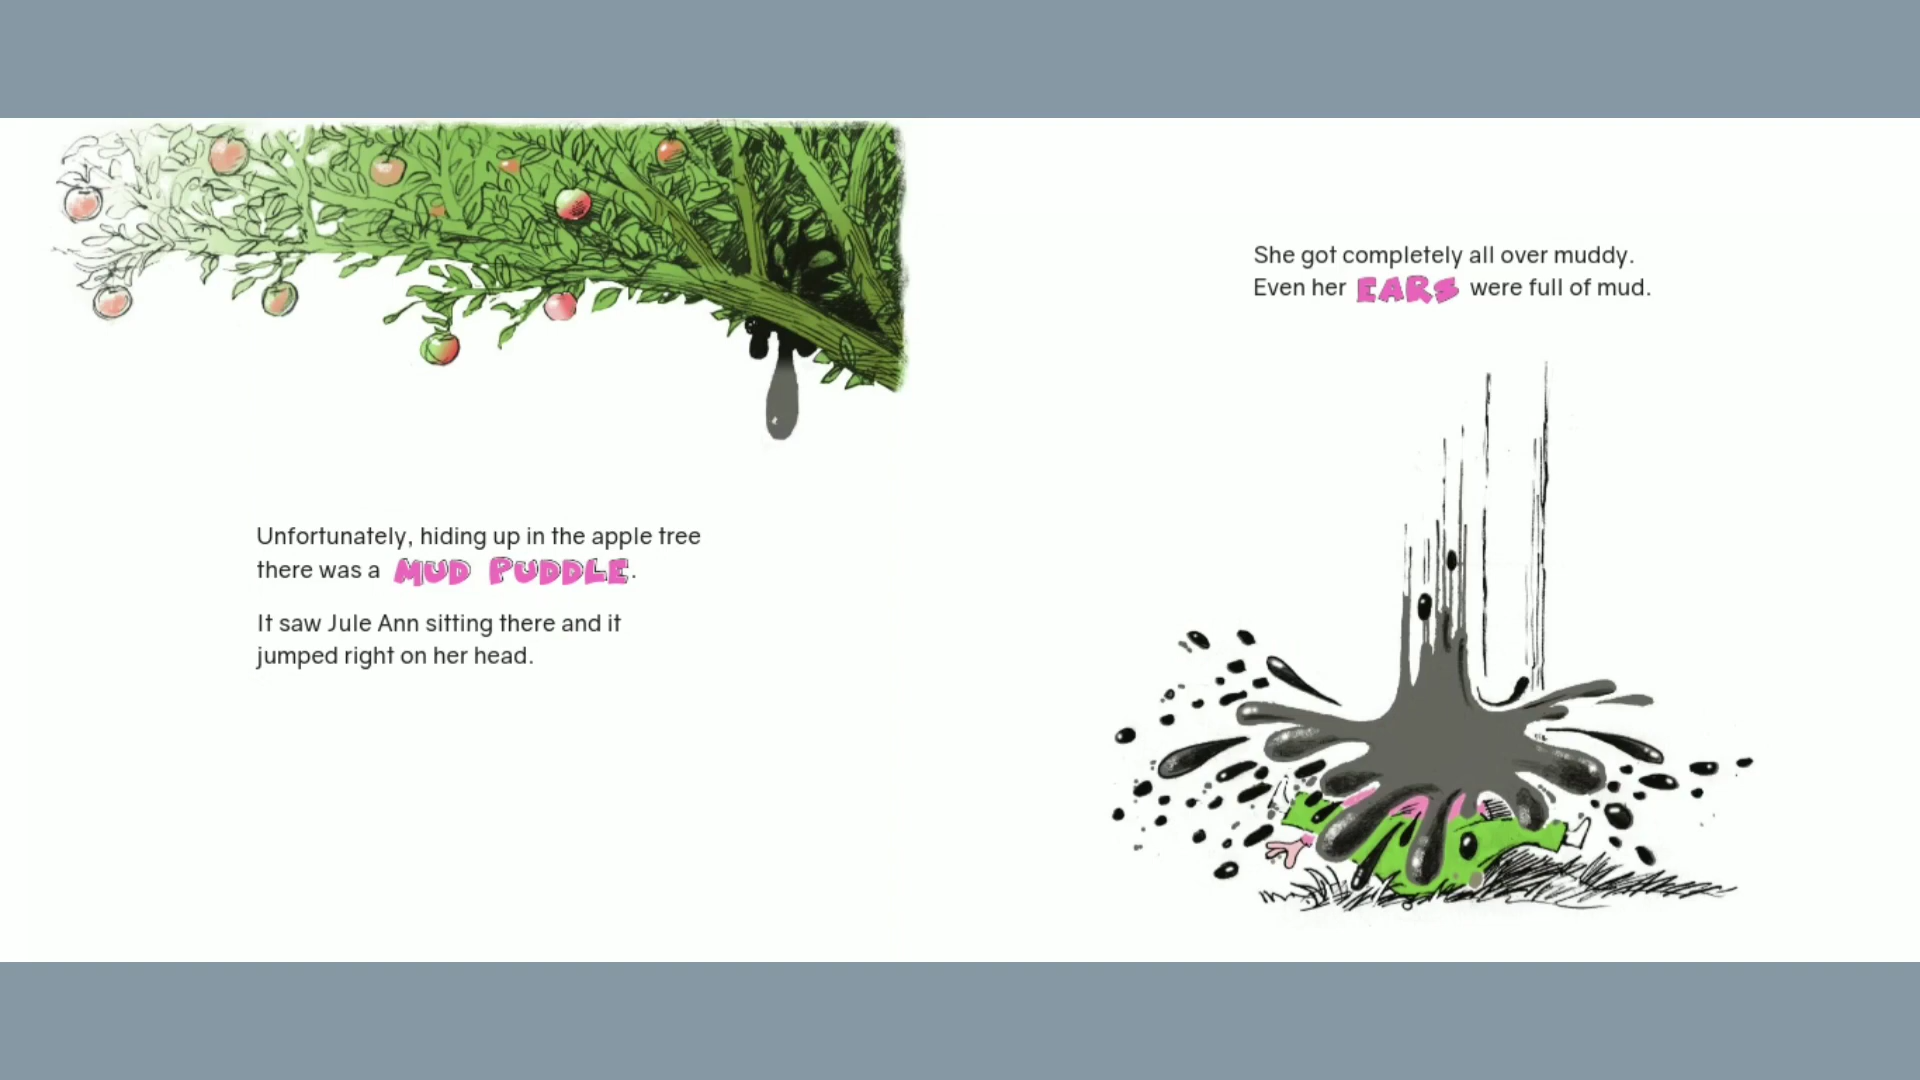 Unfortunately, hiding up in the apple tree
there was a MUD PUDDLE.
It saw Jule Ann sitting there and it
jumped right on her head.
She got completely all over muddy.
Even her EARS were full of mud.